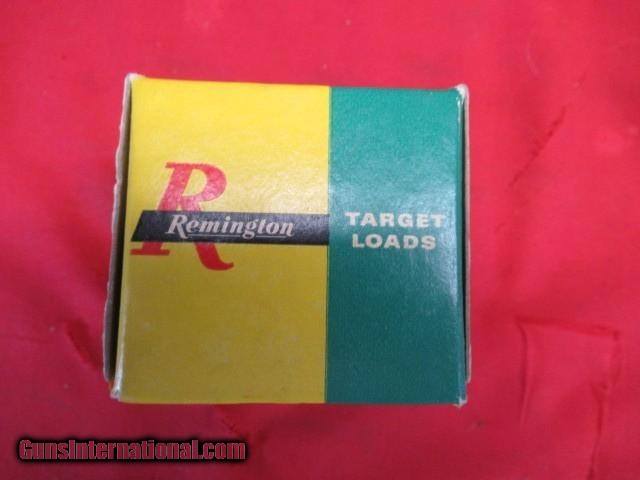 R
Remington
TARGET
LOADS
GunsInternational.com